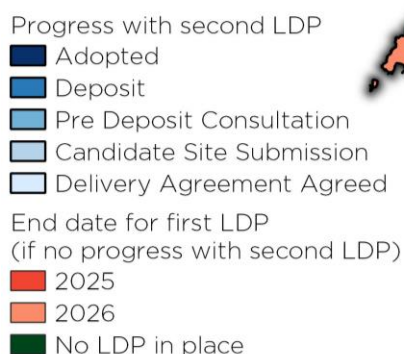 Progress with second LDP
Adopted
Deposit
Pre Deposit Consultation
Candidate Site Submission
Delivery Agreement Agreed
End date for first LDP
(if no progress with second LDP)
2025
2026
No LDP in place